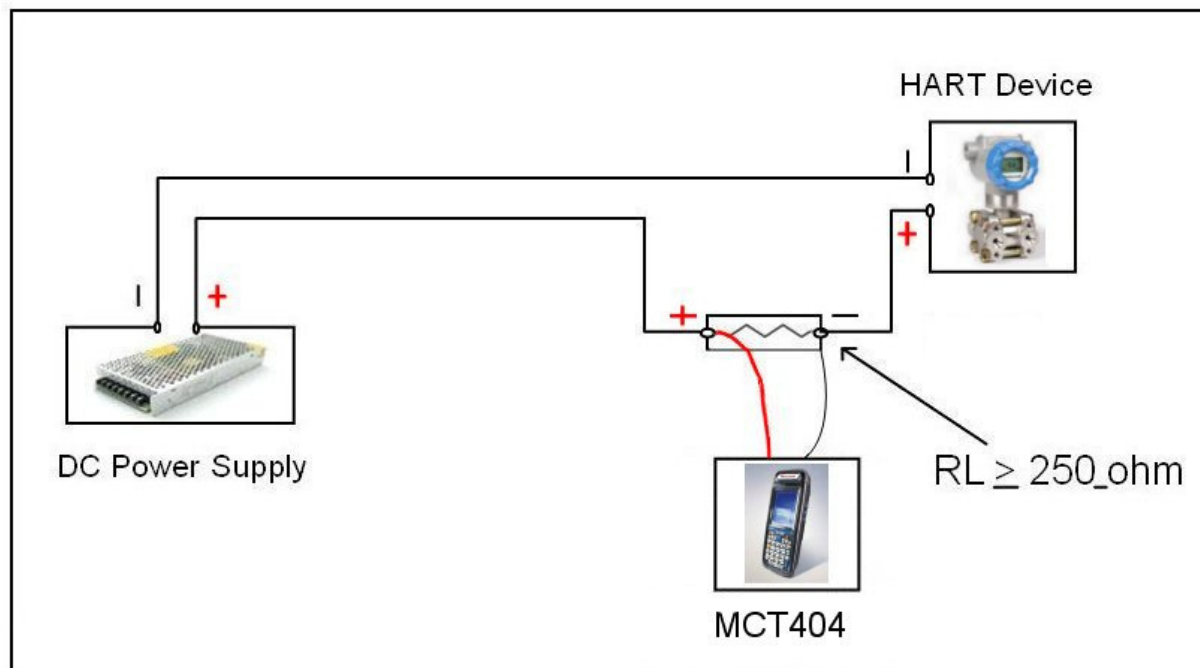 HART Device
I
+
I
+
+
−
DC Power Supply
RL ≥ 250_ohm
MCT404